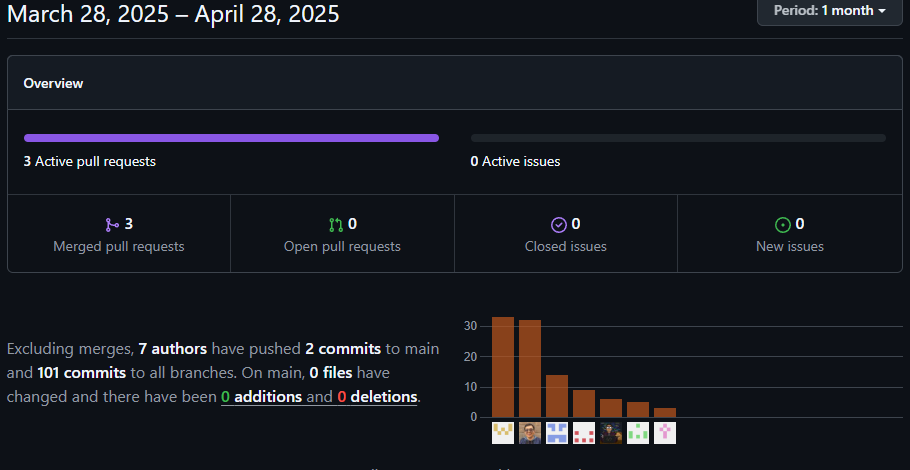 March 28, 2025 – April 28, 2025
Period: 1 month
Overview
3 Active pull requests
0 Active issues
3
Merged pull requests
0
Open pull requests
0
Closed issues
0
New issues
Excluding merges, 7 authors have pushed 2 commits to main
and 101 commits to all branches. On main, 0 files have
changed and there have been 0 additions and 0 deletions.
30
20
10
0